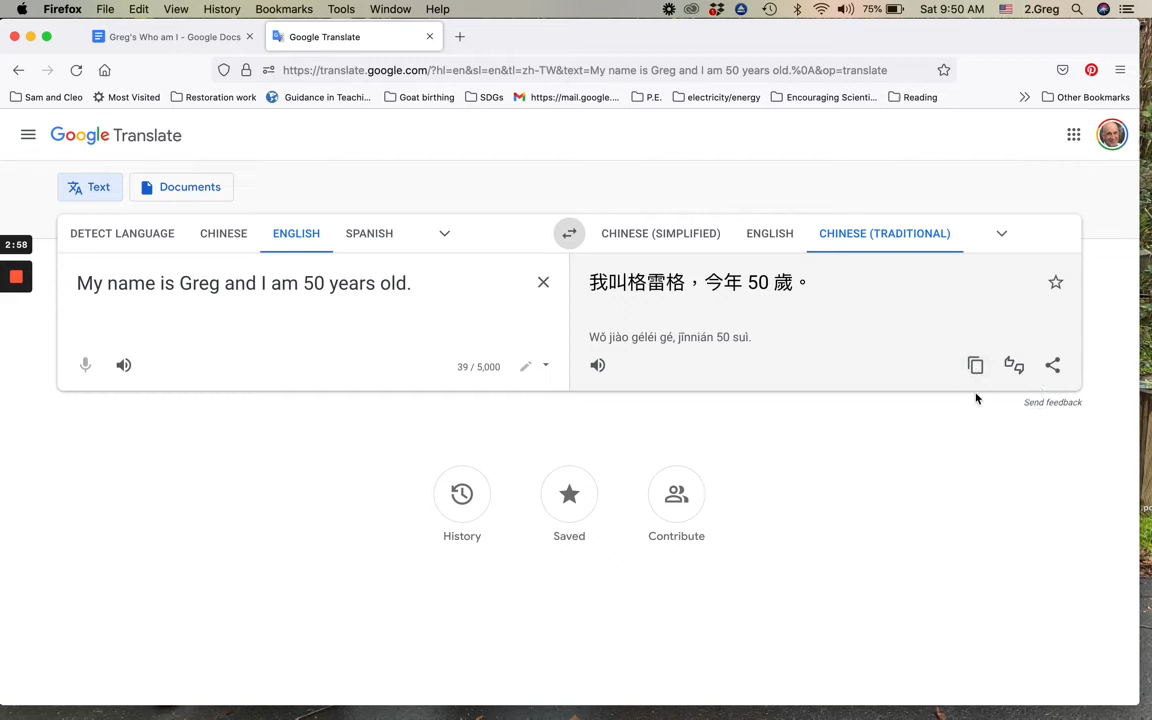 Firefox File Edit View History Bookmarks Tools Window Help 75% Sat 9:50 AM 2.Greg
Greg's Who am I - Google Docs Google Translate
https://translate.google.com/?hl=en&sl=en&tl=zh-TW&text=My name is Greg and I am 50 years old.%0A&op=translate
Sam and Cleo Most Visited Restoration work Guidance in Teachi... Goat birthing SDGs https://mail.google.... P.E. electricity/energy Encouraging Scienti... Reading Other Bookmarks
Google Translate
Text Documents
2:58
DETECT LANGUAGE CHINESE ENGLISH SPANISH CHINESE (SIMPLIFIED) ENGLISH CHINESE (TRADITIONAL)
My name is Greg and I am 50 years old. 我叫格雷格，今年 50 歲。
Wǒ jiào géléi gé, jīnnián 50 suì.
39 / 5,000
Send feedback
History Saved Contribute